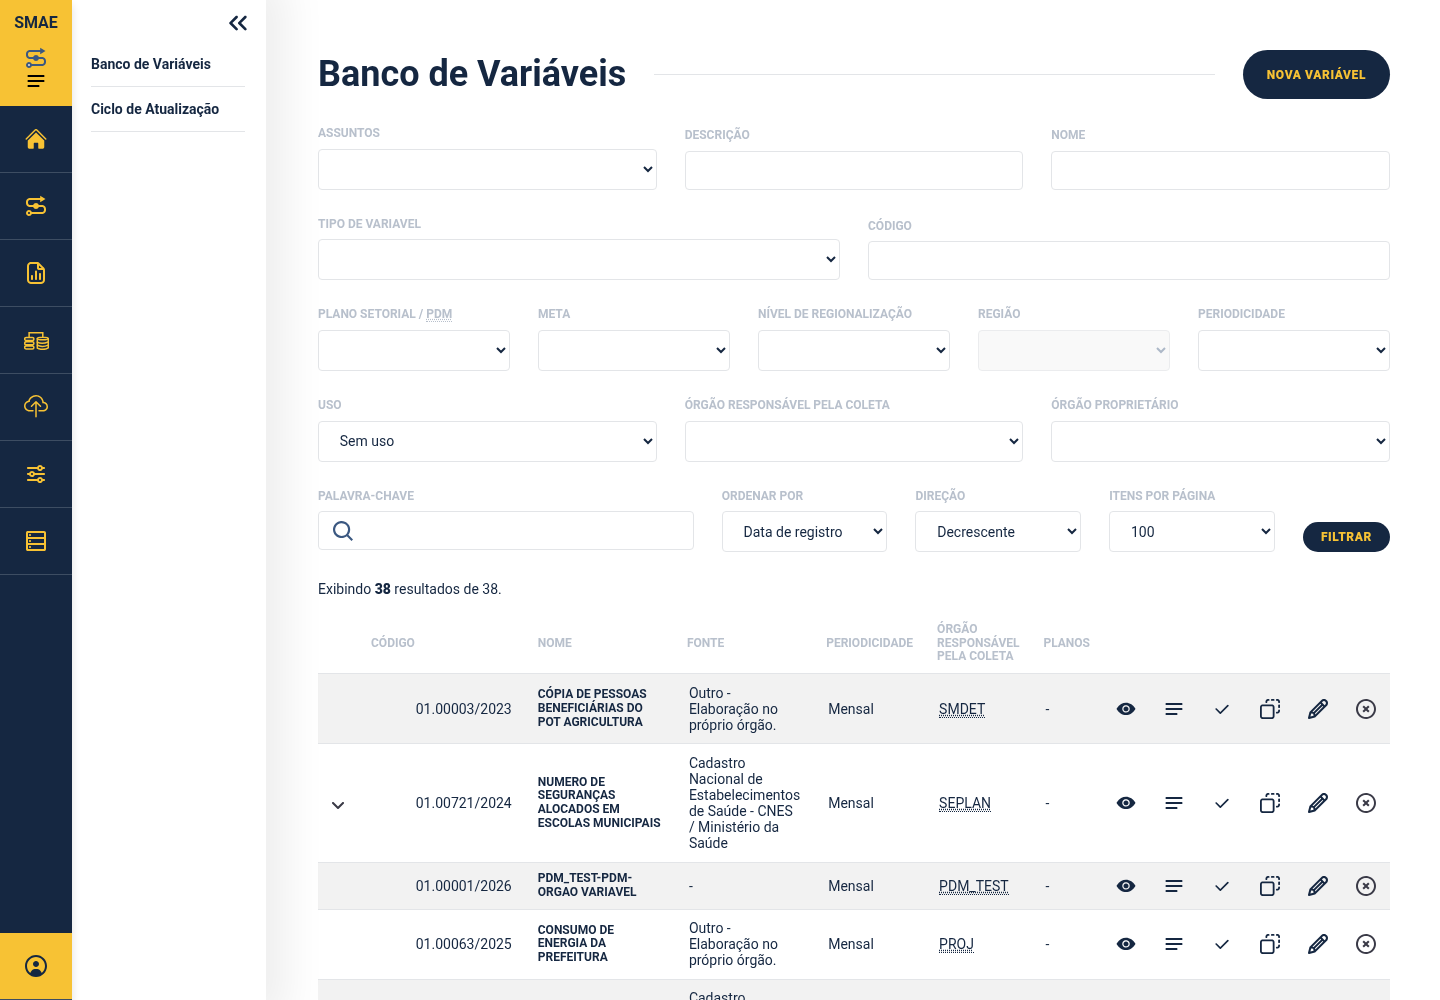 SMAE
Banco de Variáveis
Ciclo de Atualização
Banco de Variáveis
NOVA VARIÁVEL
ASSUNTOS
DESCRIÇÃO
NOME
TIPO DE VARIAVEL
CÓDIGO
PLANO SETORIAL / PDM
META
NÍVEL DE REGIONALIZAÇÃO
REGIÃO
PERIODICIDADE
USO
ÓRGÃO RESPONSÁVEL PELA COLETA
ÓRGÃO PROPRIETÁRIO
Sem uso
PALAVRA-CHAVE
ORDENAR POR
DIREÇÃO
ITENS POR PÁGINA
Data de registro
Decrescente
100
FILTRAR
Exibindo 38 resultados de 38.
CÓDIGO
NOME
FONTE
PERIODICIDADE
ÓRGÃO
RESPONSÁVEL
PELA COLETA
PLANOS
01.00003/2023
CÓPIA DE PESSOAS
BENEFICIÁRIAS DO
POT AGRICULTURA
Outro -
Elaboração no
próprio órgão.
Mensal
SMDET
-
01.00721/2024
NUMERO DE
SEGURANÇAS
ALOCADOS EM
ESCOLAS MUNICIPAIS
Cadastro
Nacional de
Estabelecimentos
de Saúde - CNES
/ Ministério da
Saúde
Mensal
SEPLAN
-
01.00001/2026
PDM_TEST-PDM-
ORGAO VARIAVEL
-
Mensal
PDM_TEST
-
01.00063/2025
CONSUMO DE
ENERGIA DA
PREFEITURA
Outro -
Elaboração no
próprio órgão.
Mensal
PROJ
-
Cadastro